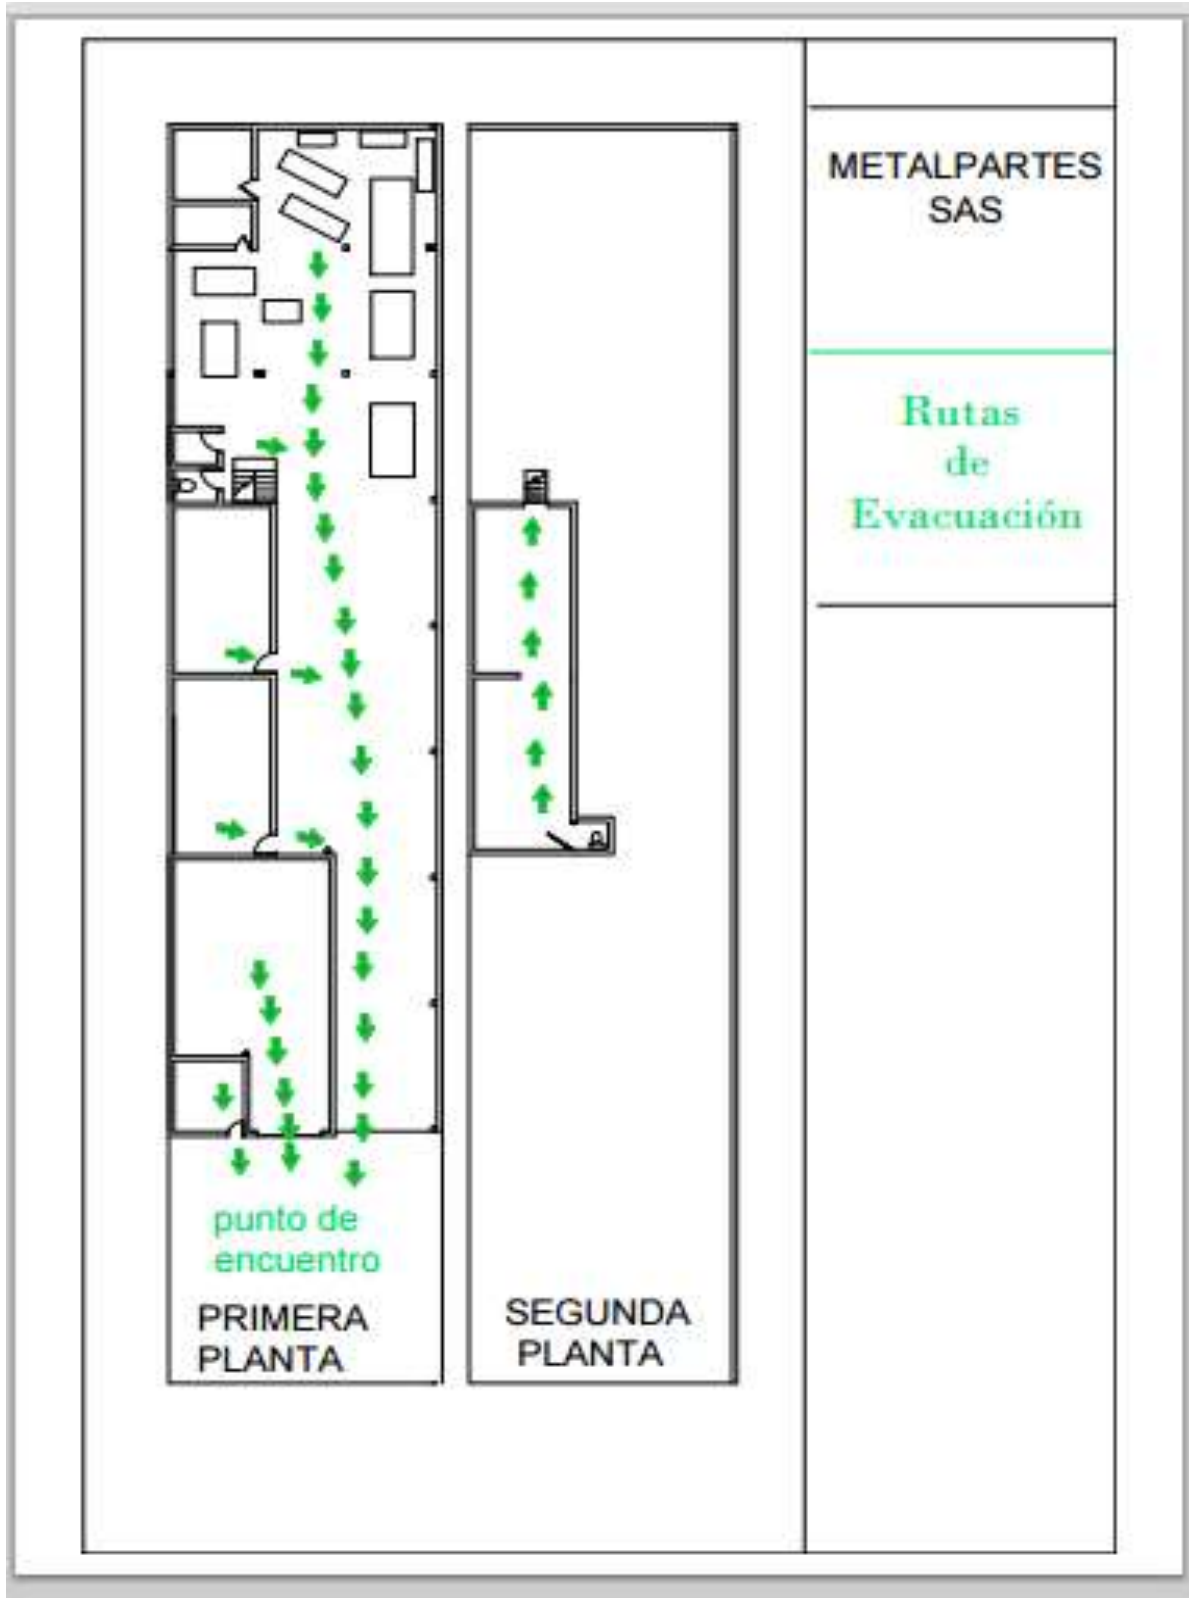 METALPARTES
SAS
Rutas
de
Evacuación
punto de
encuentro
PRIMERA
PLANTA
SEGUNDA
PLANTA